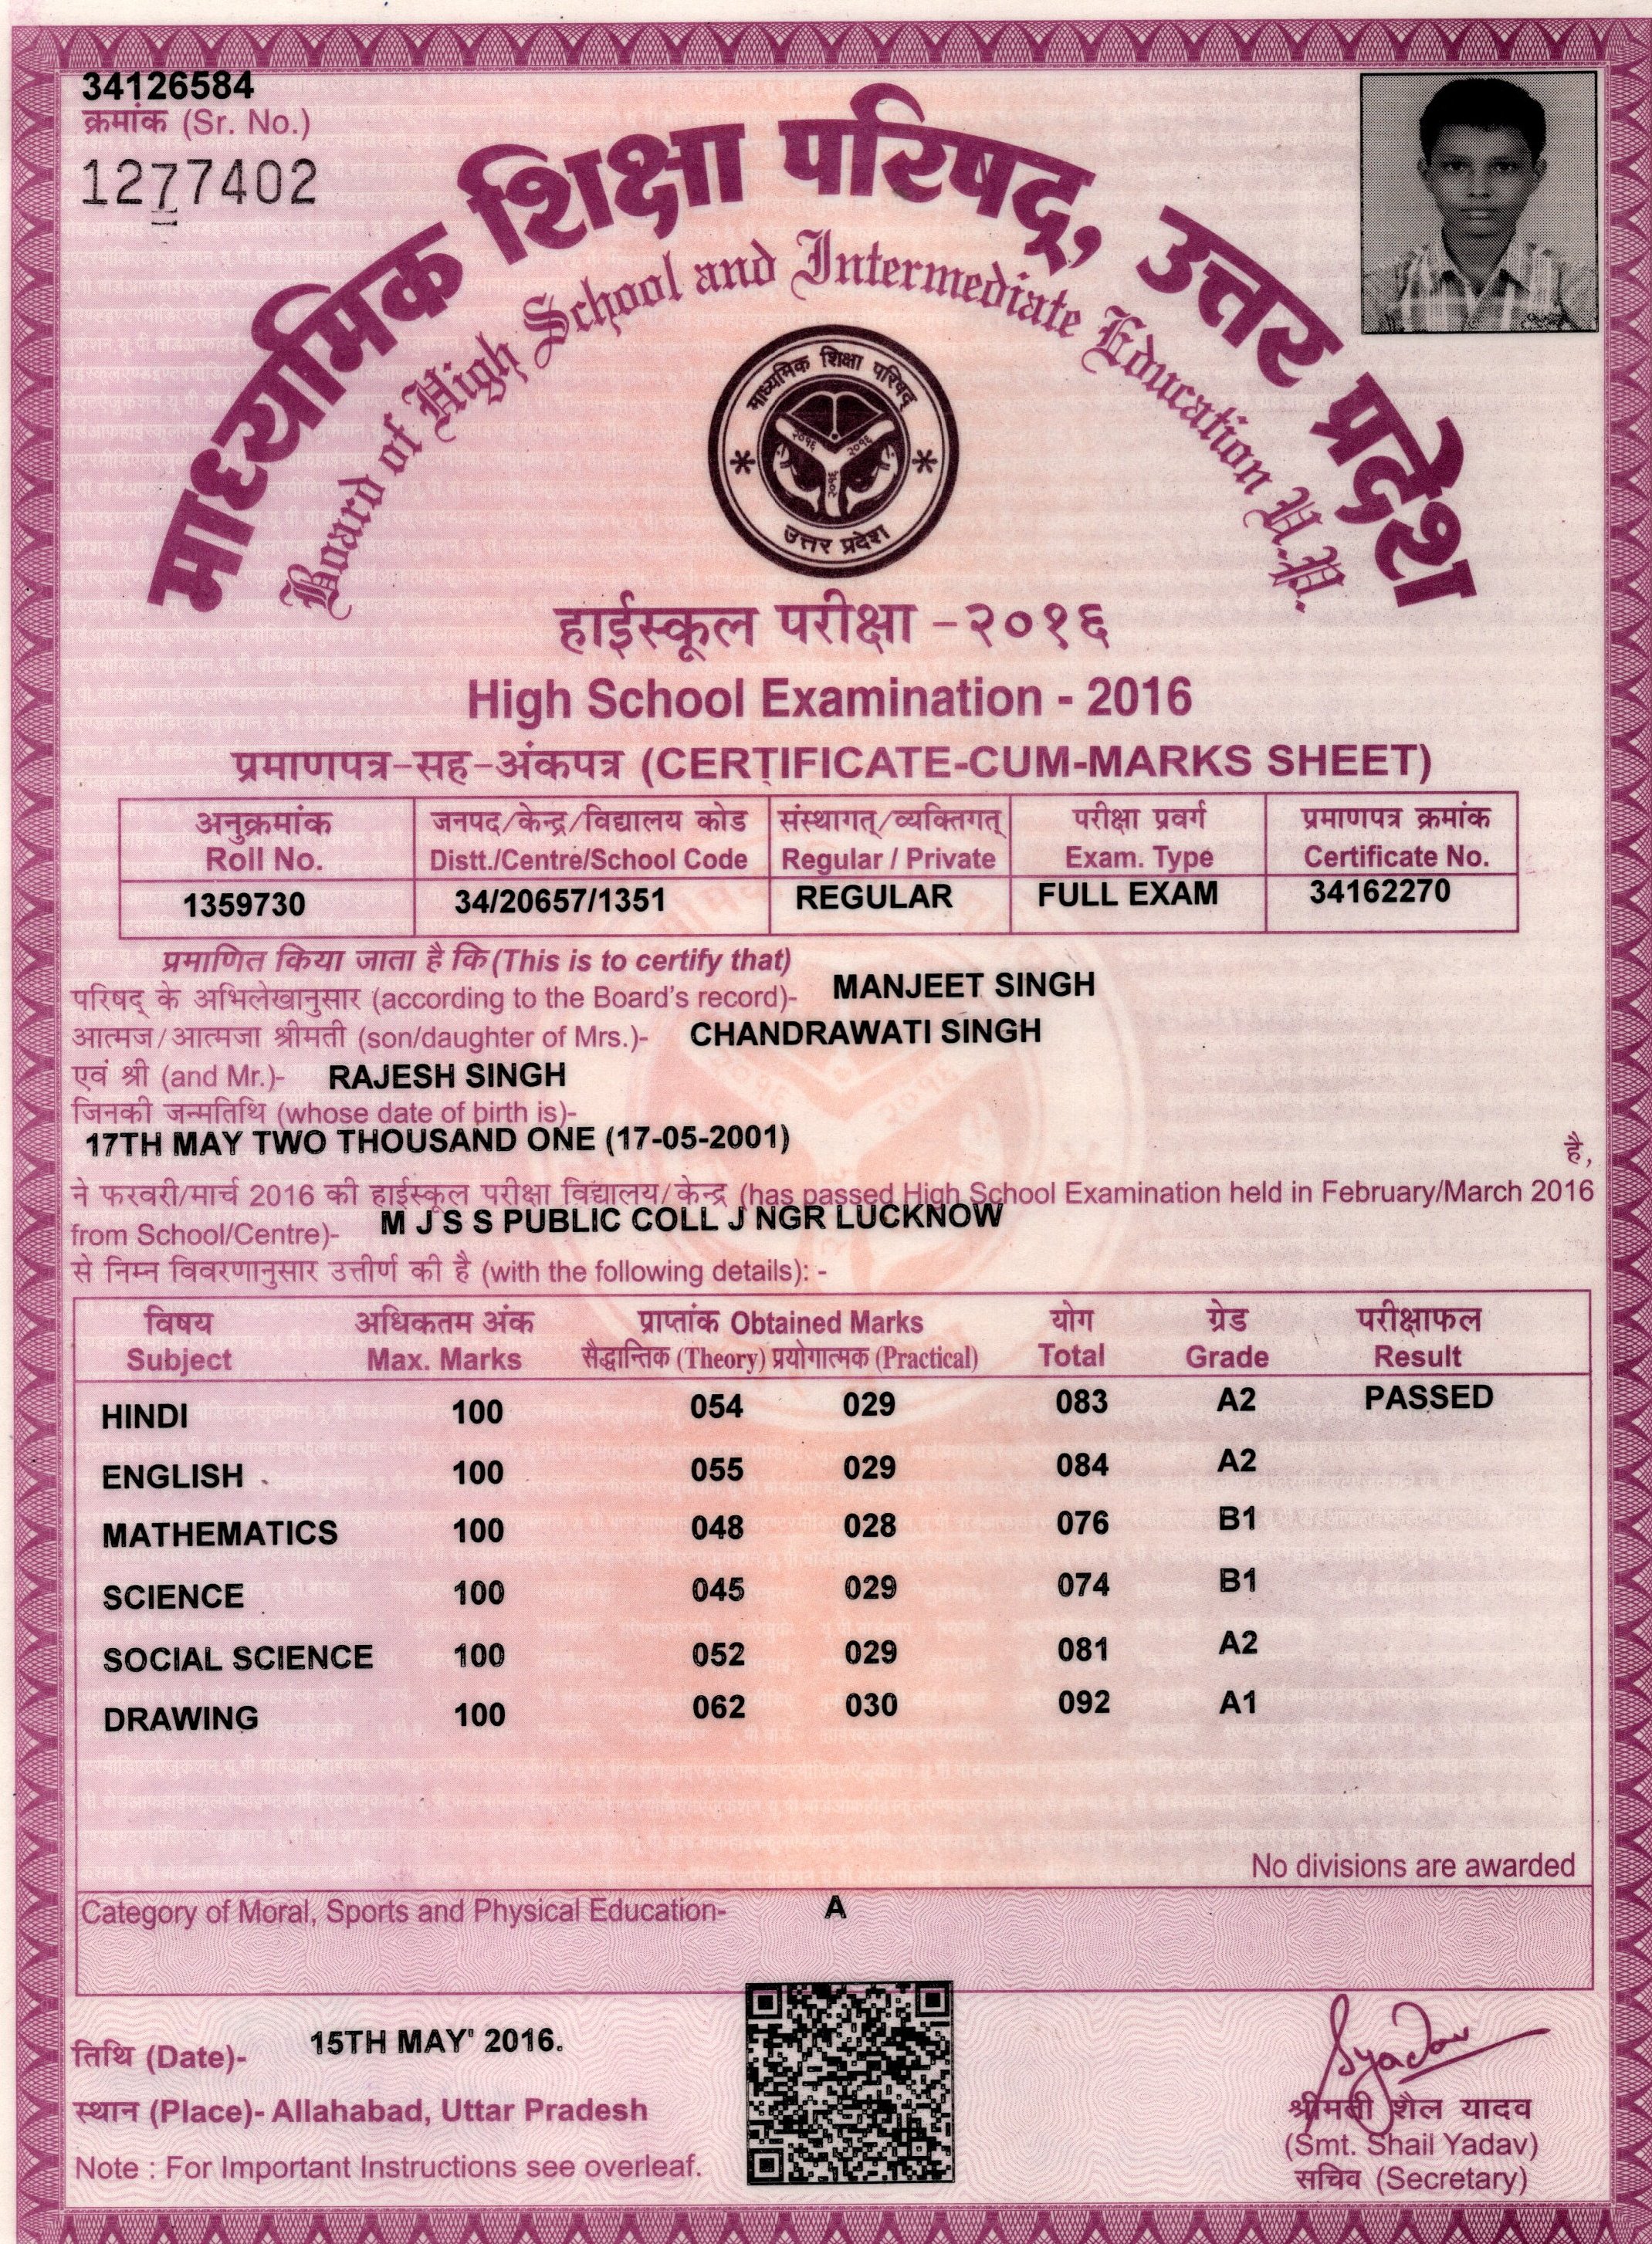 34126584
क्रमांक (Sr. No.)
1277402
माध्यमिक शिक्षा परिषद्, उत्तर प्रदेश
Board of High School and Intermediate Education U.P.
माध्यमिक शिक्षा परिषद्
२०१६ २०१६
२०१६
उत्तर प्रदेश
हाईस्कूल परीक्षा -२०१६
High School Examination - 2016
प्रमाणपत्र-सह-अंकपत्र (CERTIFICATE-CUM-MARKS SHEET)
अनुक्रमांक जनपद/केन्द्र/विद्यालय कोड संस्थागत्/व्यक्तिगत् परीक्षा प्रवर्ग प्रमाणपत्र क्रमांक
Roll No. Distt./Centre/School Code Regular / Private Exam. Type Certificate No.
1359730 34/20657/1351 REGULAR FULL EXAM 34162270
प्रमाणित किया जाता है कि (This is to certify that)
परिषद् के अभिलेखानुसार (according to the Board's record)- MANJEET SINGH
आत्मज/आत्मजा श्रीमती (son/daughter of Mrs.)- CHANDRAWATI SINGH
एवं श्री (and Mr.)- RAJESH SINGH
जिनकी जन्मतिथि (whose date of birth is)-
17TH MAY TWO THOUSAND ONE (17-05-2001) है,
ने फरवरी/मार्च 2016 की हाईस्कूल परीक्षा विद्यालय/केन्द्र (has passed High School Examination held in February/March 2016
from School/Centre)- M J S S PUBLIC COLL J NGR LUCKNOW
से निम्न विवरणानुसार उत्तीर्ण की है (with the following details): -
विषय अधिकतम अंक प्राप्तांक Obtained Marks योग ग्रेड परीक्षाफल
Subject Max. Marks सैद्धान्तिक (Theory) प्रयोगात्मक (Practical) Total Grade Result
HINDI 100 054 029 083 A2 PASSED
ENGLISH 100 055 029 084 A2
MATHEMATICS 100 048 028 076 B1
SCIENCE 100 045 029 074 B1
SOCIAL SCIENCE 100 052 029 081 A2
DRAWING 100 062 030 092 A1
No divisions are awarded
Category of Moral, Sports and Physical Education- A
तिथि (Date)- 15TH MAY' 2016.
स्थान (Place)- Allahabad, Uttar Pradesh
Note : For Important Instructions see overleaf.
Syadav
श्रीमती शैल यादव
(Smt. Shail Yadav)
सचिव (Secretary)